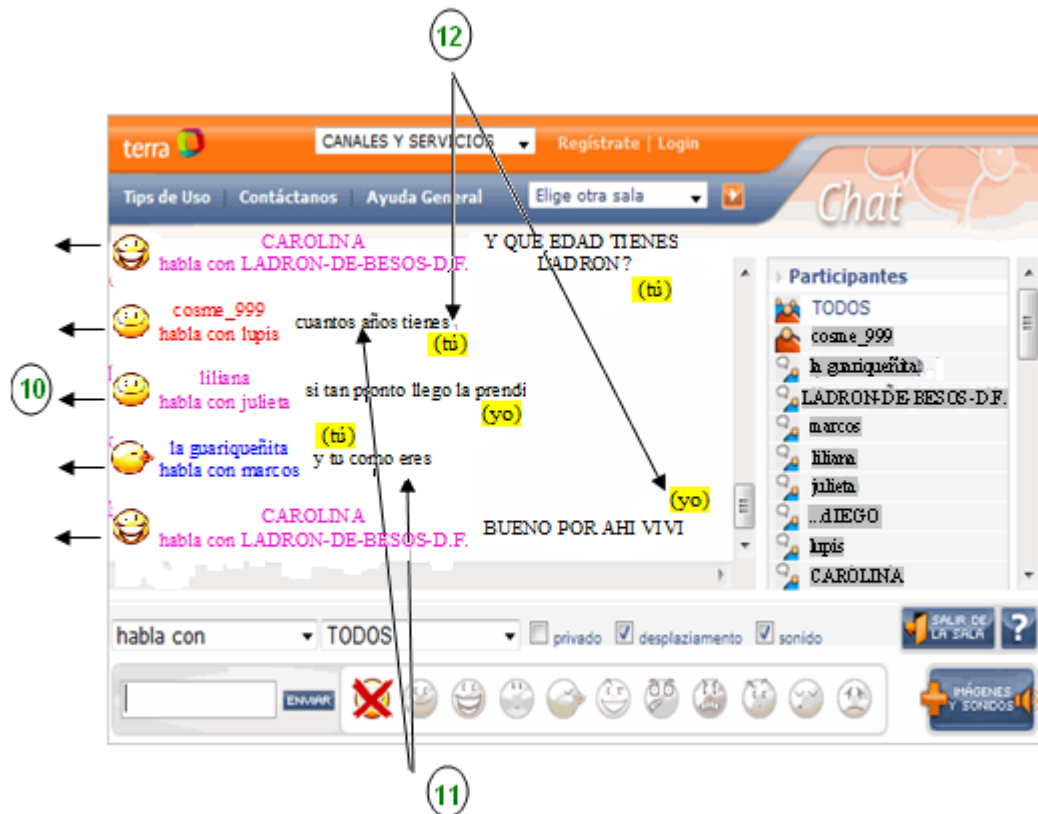 12
terra
CANALES Y SERVICIOS
Regístrate | Login
Tips de Uso | Contáctanos | Ayuda General
Elige otra sala
Chat
CAROLINA
habla con LADRON-DE-BESOS-D.F.
Y QUE EDAD TIENES
LADRON?
(tú)
cosme_999
habla con lupis
cuantos años tienes
(tú)
10
liliana
habla con julieta
si tan pronto llego la prendi
(yo)
(tú)
la guariqueñita
habla con marcos
y tu como eres
(yo)
CAROLINA
habla con LADRON-DE-BESOS-D.F.
BUENO POR AHI VIVI
Participantes
TODOS
cosme_999
la guariqueñita
LADRON-DE-BESOS-D.F.
marcos
liliana
julieta
...dIEGO
lupis
CAROLINA
habla con
TODOS
privado
desplaziamento
sonido
SALIR DE
LA SALA
?
ENVIAR
IMÁGENES
Y SONIDOS
11